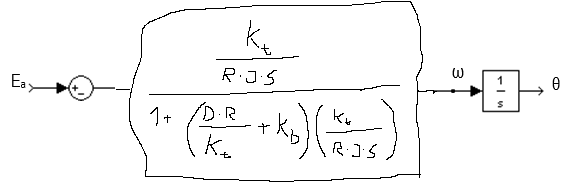 Eₐ
+
-
K_t
R·J·S
1+ (D·R/K_t + K_b) (K_t/R·J·S)
ω
1
s
θ